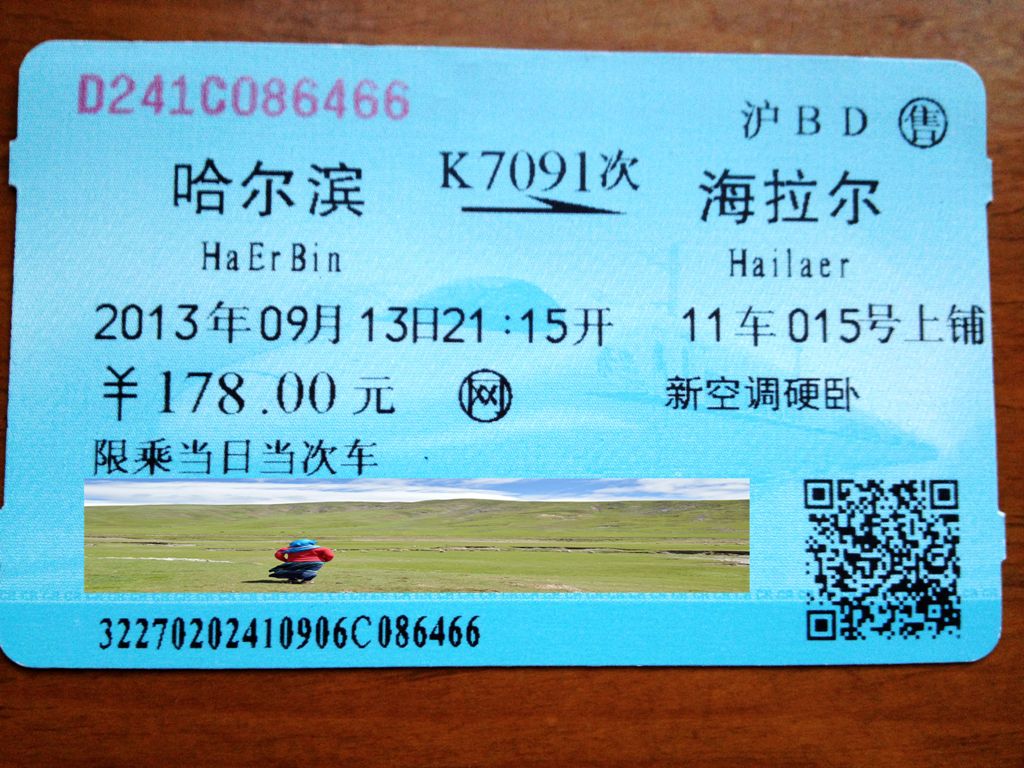 D241C086466
沪BD 售
哈尔滨 K7091次 海拉尔
HaErBin Hailaer
2013年09月13日21:15开 11车015号上铺
￥178.00元 网 新空调硬卧
限乘当日当次车
32270202410906C086466